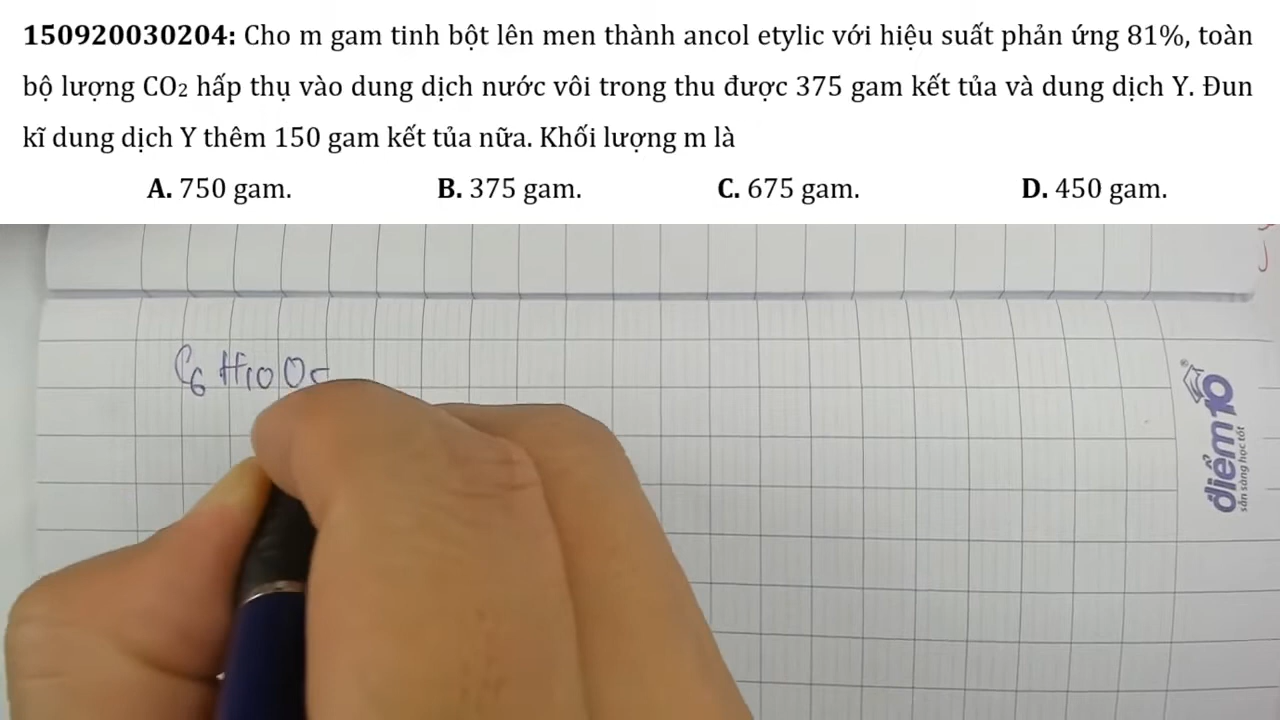 150920030204: Cho m gam tinh bột lên men thành ancol etylic với hiệu suất phản ứng 81%, toàn
bộ lượng CO₂ hấp thụ vào dung dịch nước vôi trong thu được 375 gam kết tủa và dung dịch Y. Đun
kĩ dung dịch Y thêm 150 gam kết tủa nữa. Khối lượng m là
A. 750 gam. B. 375 gam. C. 675 gam. D. 450 gam.
C₆H₁₀O₅
điểm10®
sẵn sàng học tốt